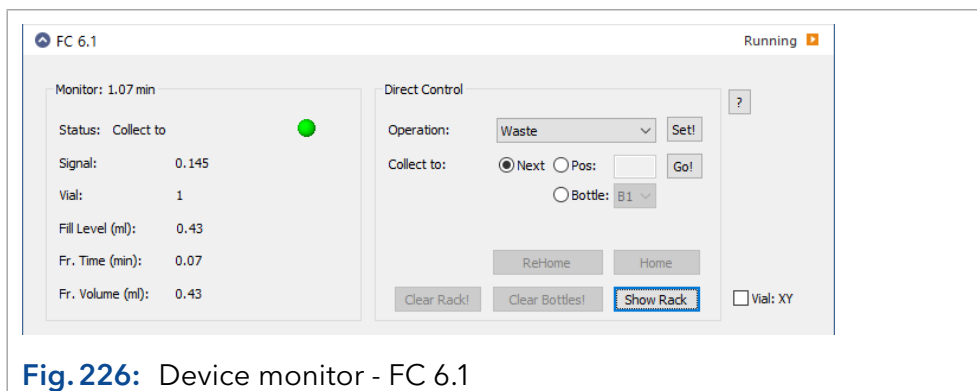 FC 6.1 Running
Monitor: 1.07 min
Status: Collect to
Signal: 0.145
Vial: 1
Fill Level (ml): 0.43
Fr. Time (min): 0.07
Fr. Volume (ml): 0.43
Direct Control
Operation: Waste Set!
Collect to: Next Pos: Go!
Bottle: B1
ReHome Home
Clear Rack! Clear Bottles! Show Rack
?
Vial: XY
Fig. 226: Device monitor - FC 6.1